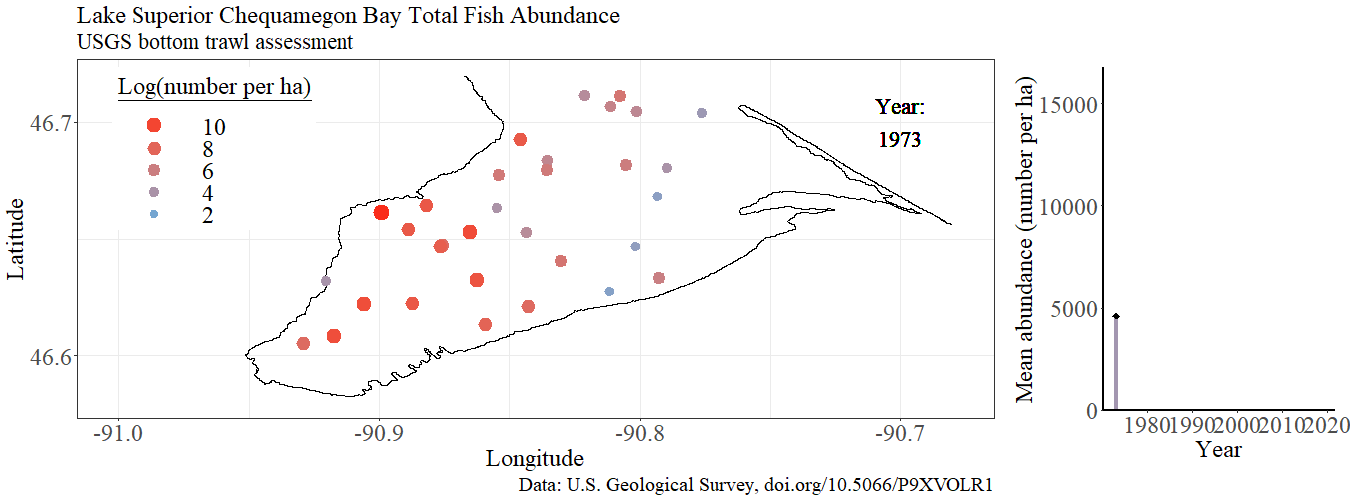 Lake Superior Chequamegon Bay Total Fish Abundance
USGS bottom trawl assessment
Log(number per ha)
10
8
6
4
2
Year:
1973
46.7
46.6
Latitude
-91.0 -90.9 -90.8 -90.7
Longitude
Data: U.S. Geological Survey, doi.org/10.5066/P9XVOLR1
Mean abundance (number per ha)
15000
10000
5000
0
1980 1990 2000 2010 2020
Year